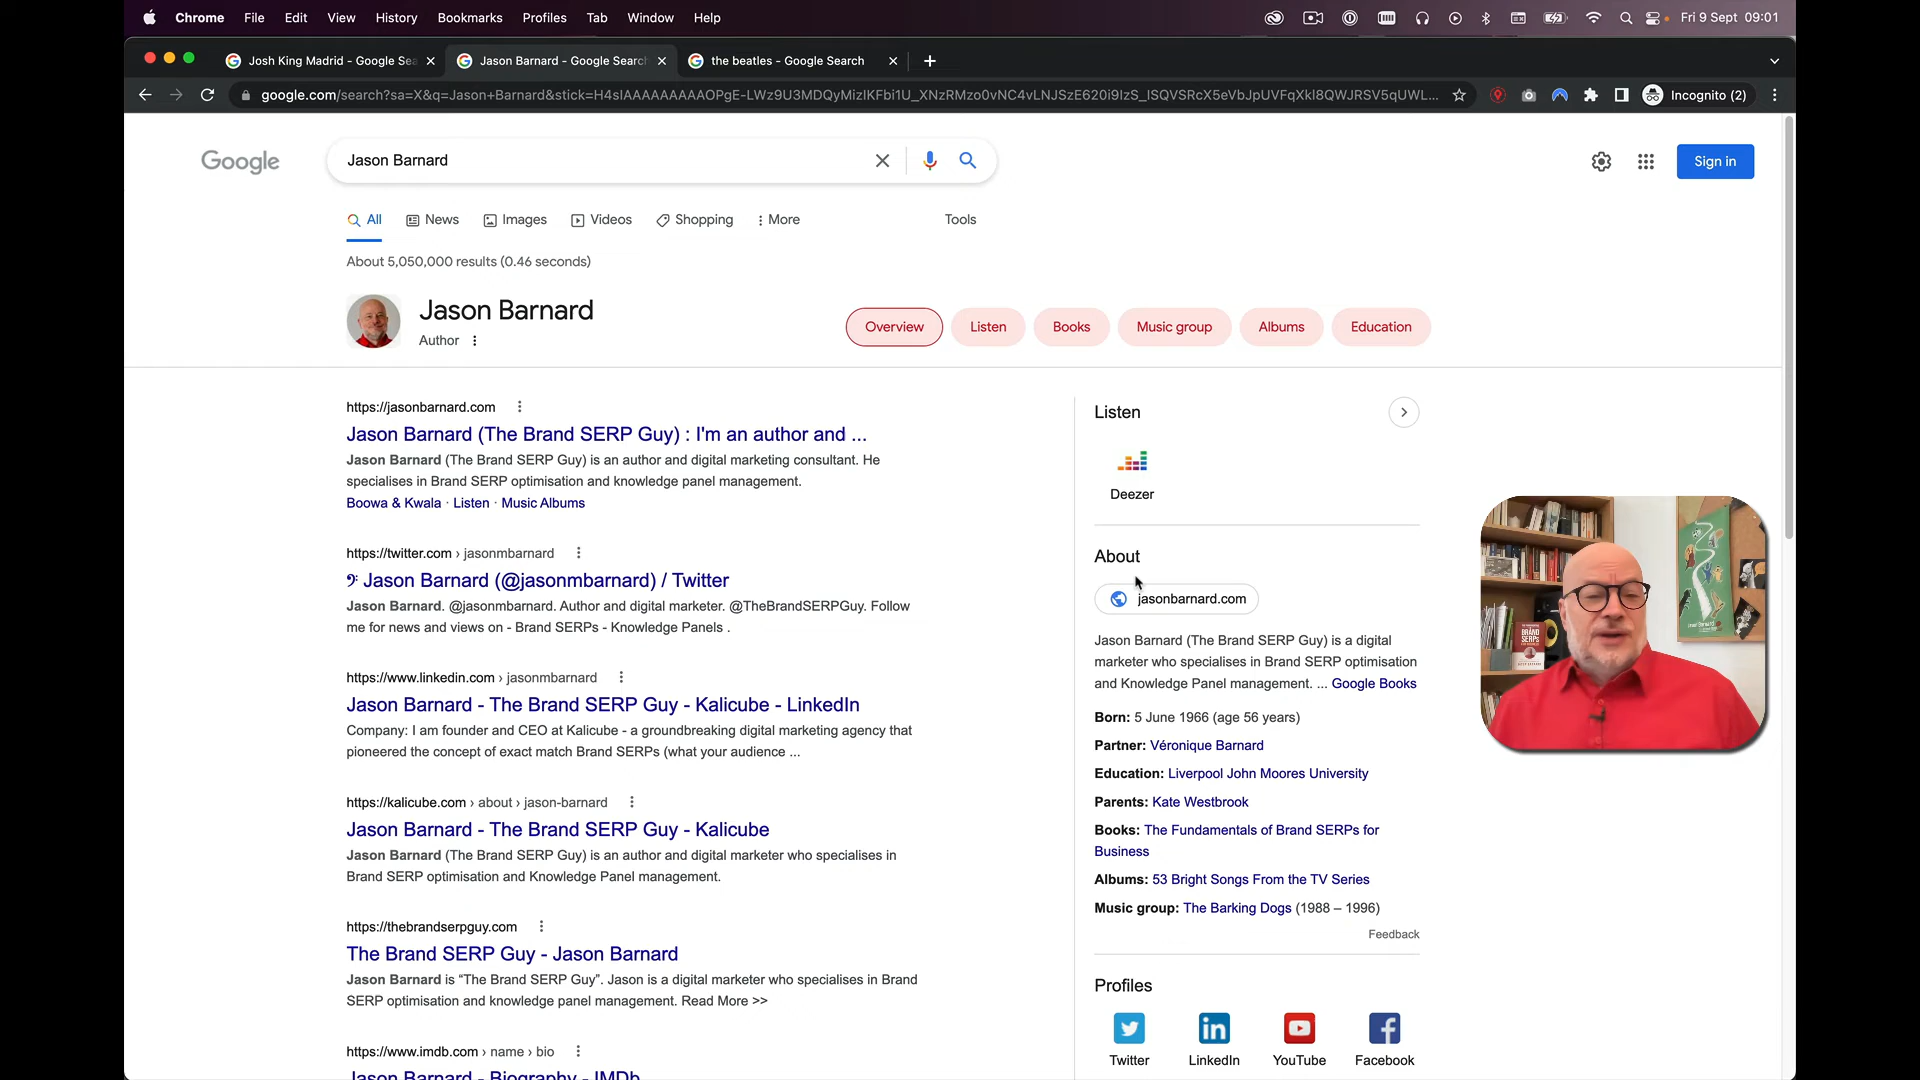 Chrome File Edit View History Bookmarks Profiles Tab Window Help Fri 9 Sept 09:01
Josh King Madrid - Google Sea Jason Barnard - Google Search the beatles - Google Search
google.com/search?sa=X&q=Jason+Barnard&stick= Incognito (2)
Google Jason Barnard Sign in
All News Images Videos Shopping More Tools
About 5,050,000 results (0.46 seconds)
Jason Barnard
Author
Overview Listen Books Music group Albums Education
https://jasonbarnard.com
Jason Barnard (The Brand SERP Guy) : I'm an author and ...
Jason Barnard (The Brand SERP Guy) is an author and digital marketing consultant. He
specialises in Brand SERP optimisation and knowledge panel management.
Boowa & Kwala · Listen · Music Albums
https://twitter.com › jasonmbarnard
𝄢 Jason Barnard (@jasonmbarnard) / Twitter
Jason Barnard. @jasonmbarnard. Author and digital marketer. @TheBrandSERPGuy. Follow
me for news and views on - Brand SERPs - Knowledge Panels .
https://www.linkedin.com › jasonmbarnard
Jason Barnard - The Brand SERP Guy - Kalicube - LinkedIn
Company: I am founder and CEO at Kalicube - a groundbreaking digital marketing agency that
pioneered the concept of exact match Brand SERPs (what your audience ...
https://kalicube.com › about › jason-barnard
Jason Barnard - The Brand SERP Guy - Kalicube
Jason Barnard (The Brand SERP Guy) is an author and digital marketer who specialises in
Brand SERP optimisation and Knowledge Panel management.
https://thebrandserpguy.com
The Brand SERP Guy - Jason Barnard
Jason Barnard is “The Brand SERP Guy”. Jason is a digital marketer who specialises in Brand
SERP optimisation and knowledge panel management. Read More >>
https://www.imdb.com › name › bio
Jason Barnard - Biography - IMDb
Listen
Deezer
About
jasonbarnard.com
Jason Barnard (The Brand SERP Guy) is a digital
marketer who specialises in Brand SERP optimisation
and Knowledge Panel management. ... Google Books
Born: 5 June 1966 (age 56 years)
Partner: Véronique Barnard
Education: Liverpool John Moores University
Parents: Kate Westbrook
Books: The Fundamentals of Brand SERPs for
Business
Albums: 53 Bright Songs From the TV Series
Music group: The Barking Dogs (1988 – 1996)
Feedback
Profiles
Twitter LinkedIn YouTube Facebook
BRAND
SERPS